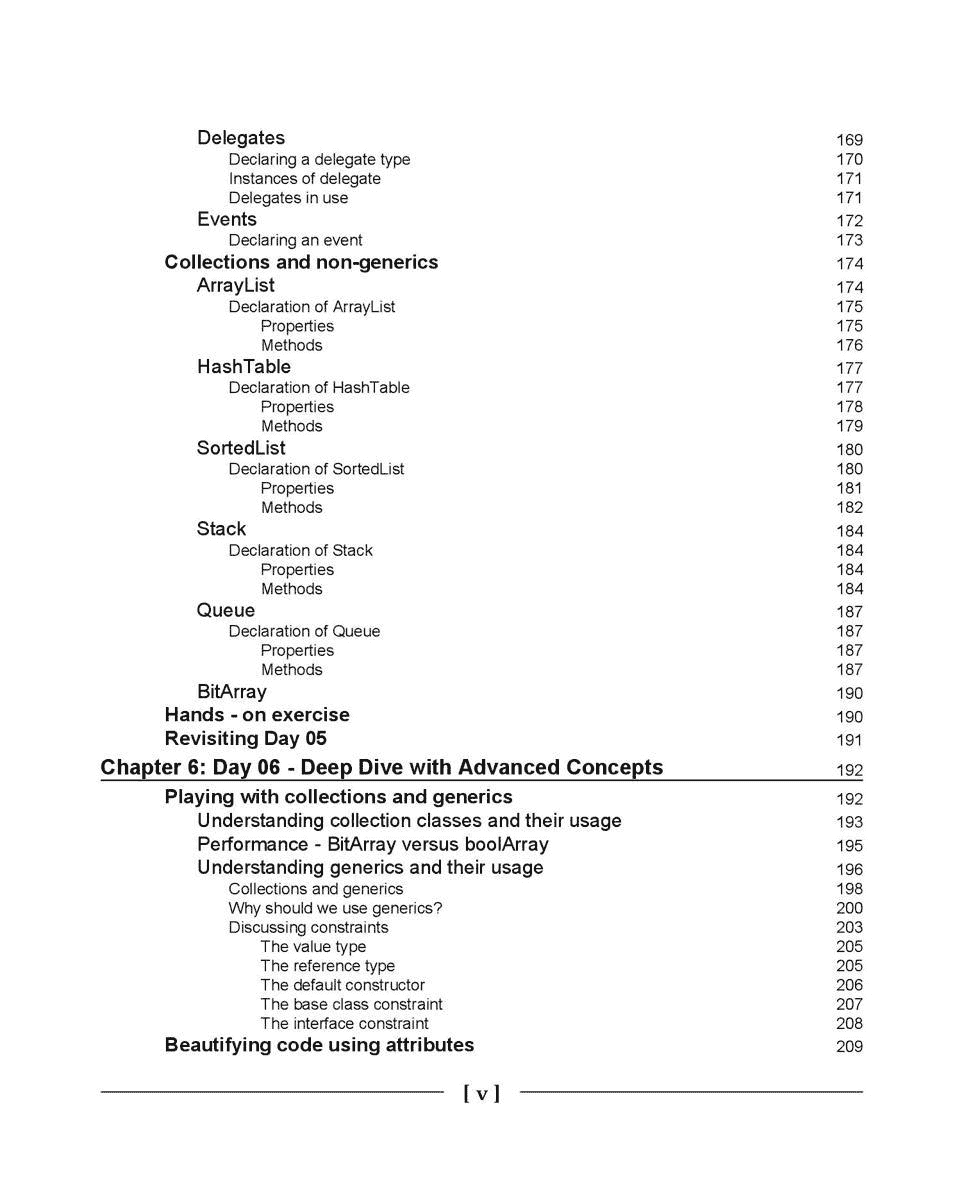 Delegates 169
Declaring a delegate type 170
Instances of delegate 171
Delegates in use 171
Events 172
Declaring an event 173
Collections and non-generics 174
ArrayList 174
Declaration of ArrayList 175
Properties 175
Methods 176
HashTable 177
Declaration of HashTable 177
Properties 178
Methods 179
SortedList 180
Declaration of SortedList 180
Properties 181
Methods 182
Stack 184
Declaration of Stack 184
Properties 184
Methods 184
Queue 187
Declaration of Queue 187
Properties 187
Methods 187
BitArray 190
Hands - on exercise 190
Revisiting Day 05 191
Chapter 6: Day 06 - Deep Dive with Advanced Concepts 192
Playing with collections and generics 192
Understanding collection classes and their usage 193
Performance - BitArray versus boolArray 195
Understanding generics and their usage 196
Collections and generics 198
Why should we use generics? 200
Discussing constraints 203
The value type 205
The reference type 205
The default constructor 206
The base class constraint 207
The interface constraint 208
Beautifying code using attributes 209
[ v ]